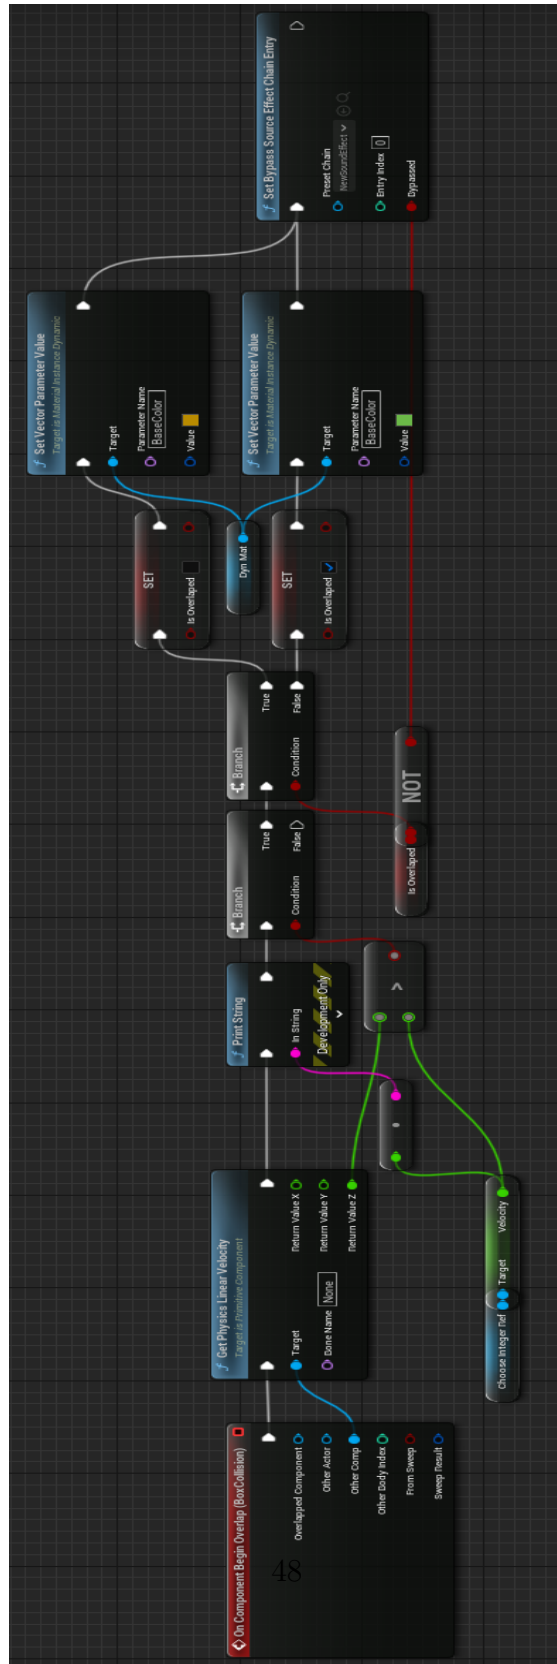 On Component Begin Overlap (BoxCollision)
Overlapped Component
Other Actor
Other Comp
Other Body Index
From Sweep
Sweep Result
Get Physics Linear Velocity
Target is Primitive Component
Target
Return Value X
Bone Name
None
Return Value Y
Return Value Z
Choose Integer Ref
Target
Velocity
Print String
In String
Development Only
>
Branch
True
Condition
False
Is Overlaped
NOT
Branch
True
Condition
False
SET
Is Overlaped
Dyn Mat
SET
Is Overlaped
Set Vector Parameter Value
Target is Material Instance Dynamic
Target
Parameter Name
BaseColor
Value
Set Vector Parameter Value
Target is Material Instance Dynamic
Target
Parameter Name
BaseColor
Value
Set Bypass Source Effect Chain Entry
Preset Chain
NewSoundEffect
Entry Index
0
Bypassed
48